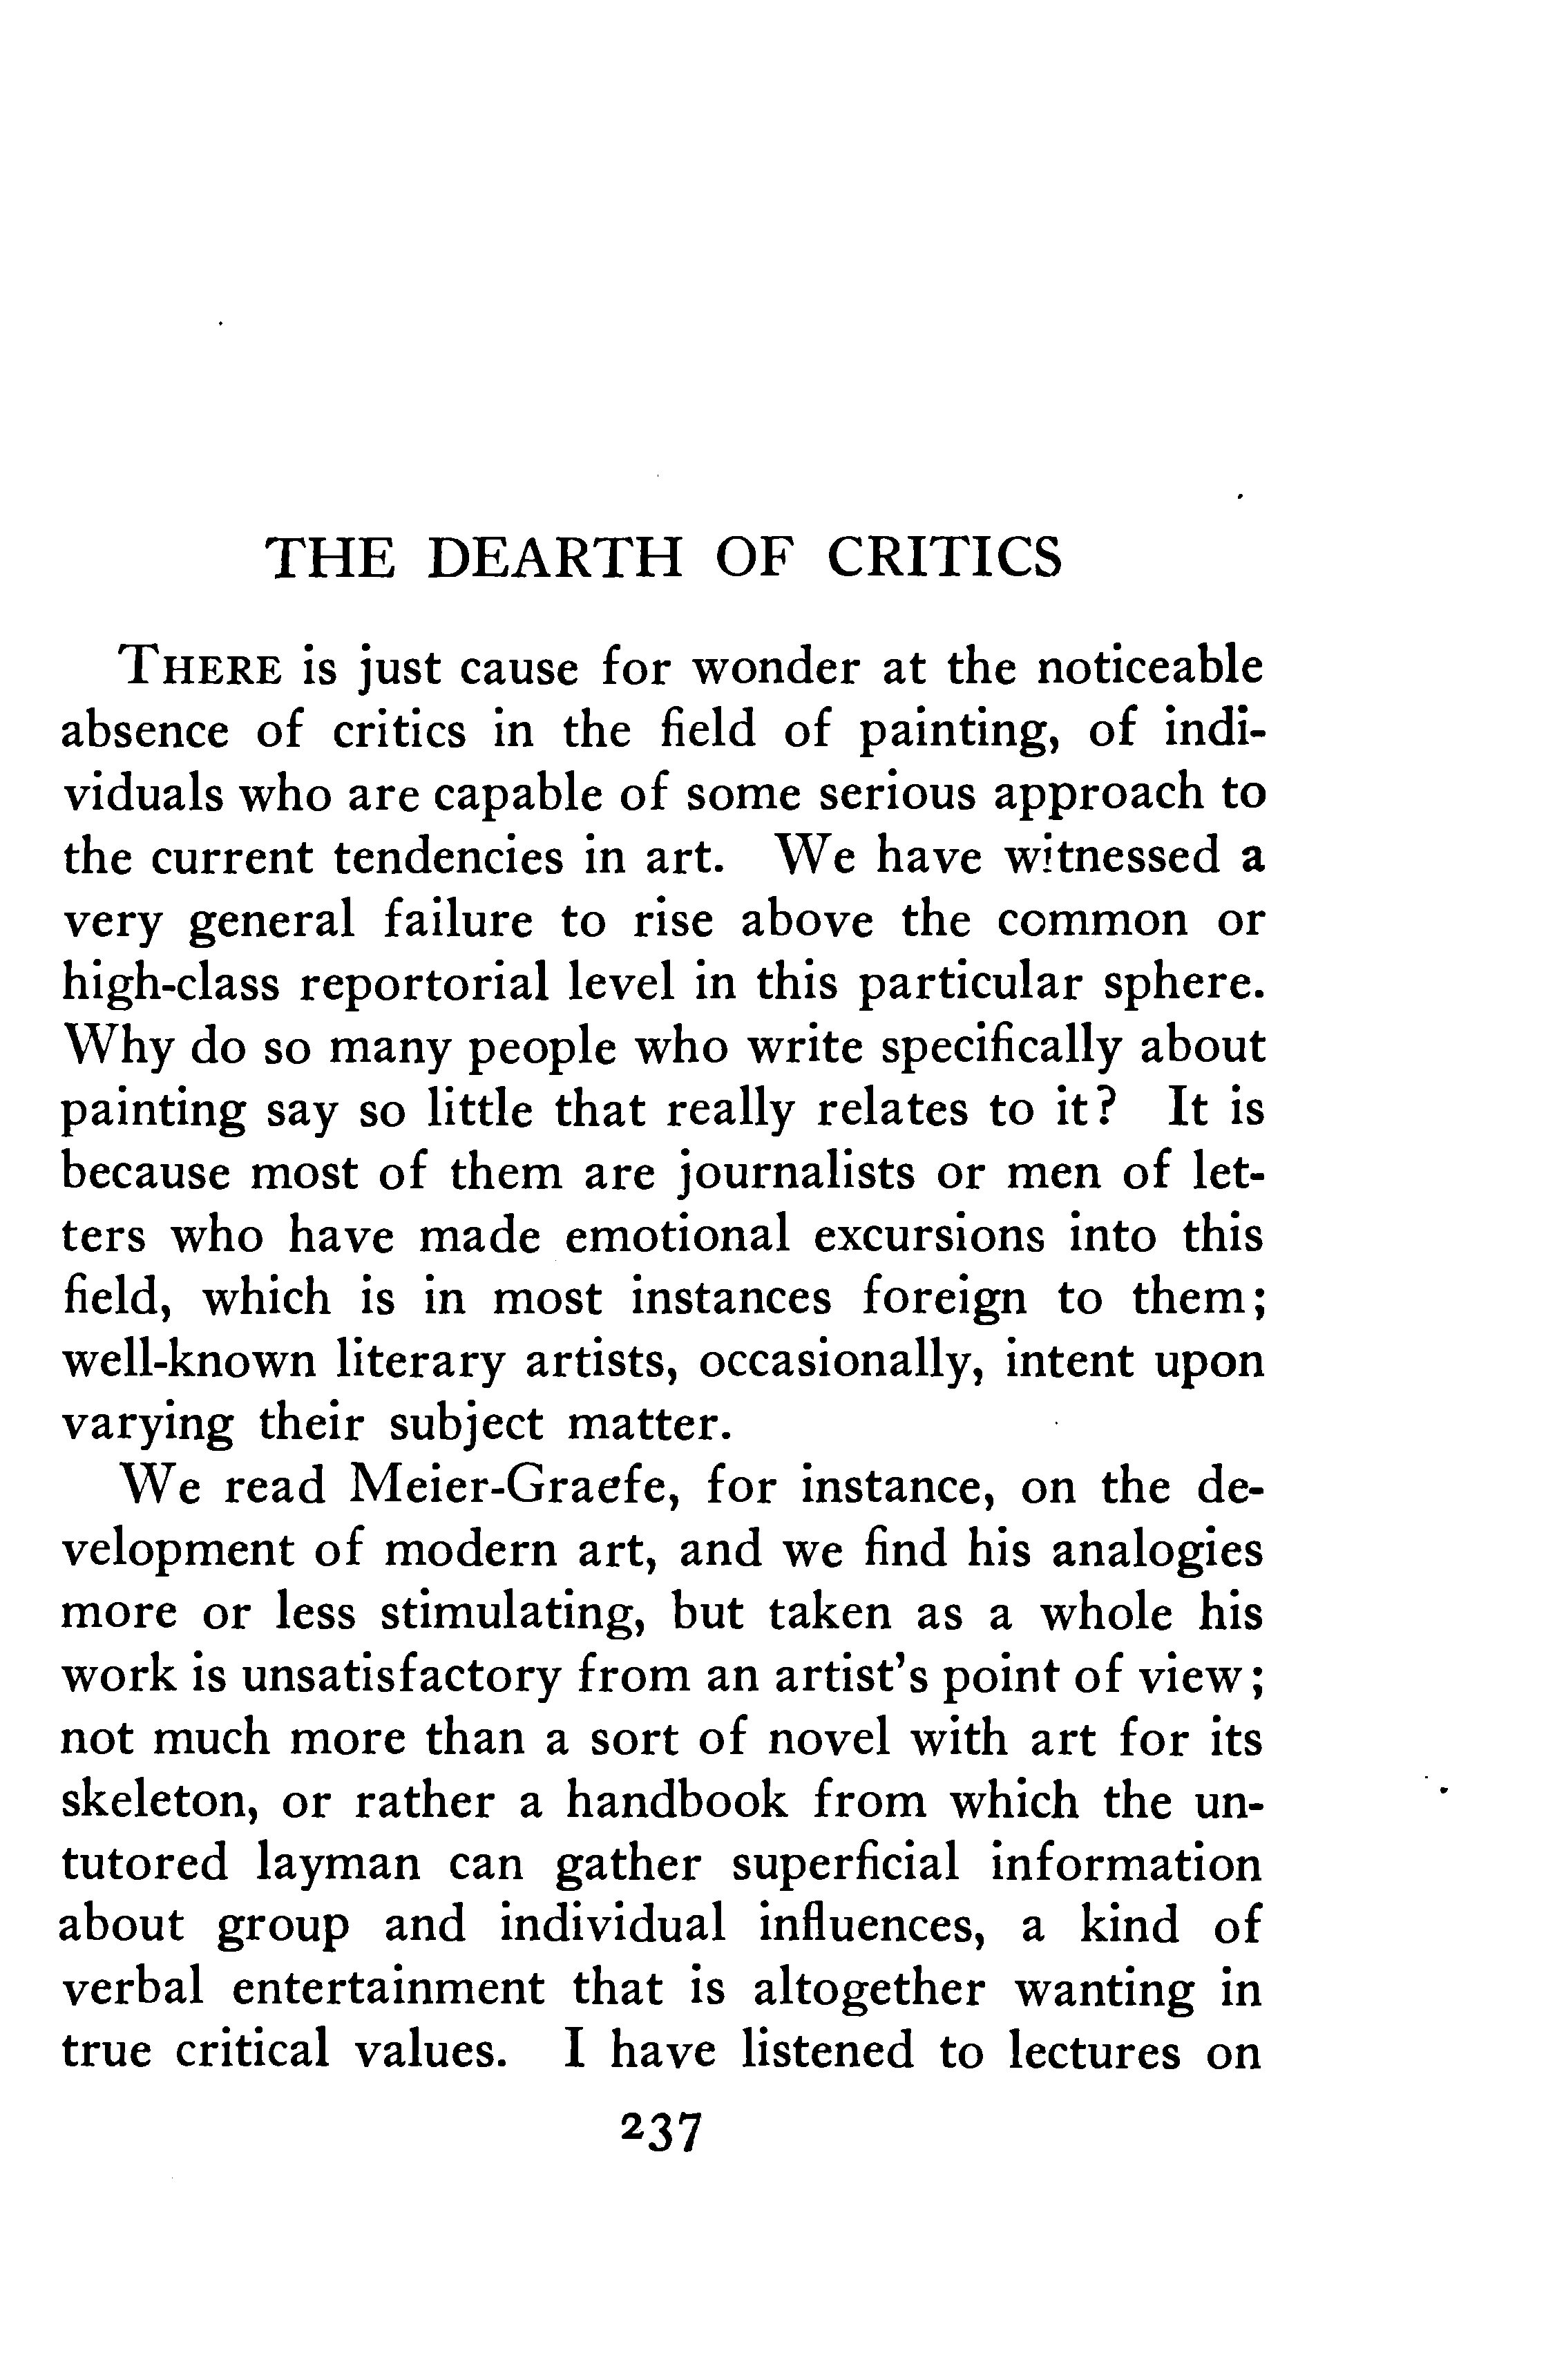 THE DEARTH OF CRITICS
THERE is just cause for wonder at the noticeable
absence of critics in the field of painting, of indi-
viduals who are capable of some serious approach to
the current tendencies in art. We have witnessed a
very general failure to rise above the common or
high-class reportorial level in this particular sphere.
Why do so many people who write specifically about
painting say so little that really relates to it? It is
because most of them are journalists or men of let-
ters who have made emotional excursions into this
field, which is in most instances foreign to them;
well-known literary artists, occasionally, intent upon
varying their subject matter.
We read Meier-Graefe, for instance, on the de-
velopment of modern art, and we find his analogies
more or less stimulating, but taken as a whole his
work is unsatisfactory from an artist's point of view;
not much more than a sort of novel with art for its
skeleton, or rather a handbook from which the un-
tutored layman can gather superficial information
about group and individual influences, a kind of
verbal entertainment that is altogether wanting in
true critical values. I have listened to lectures on
237